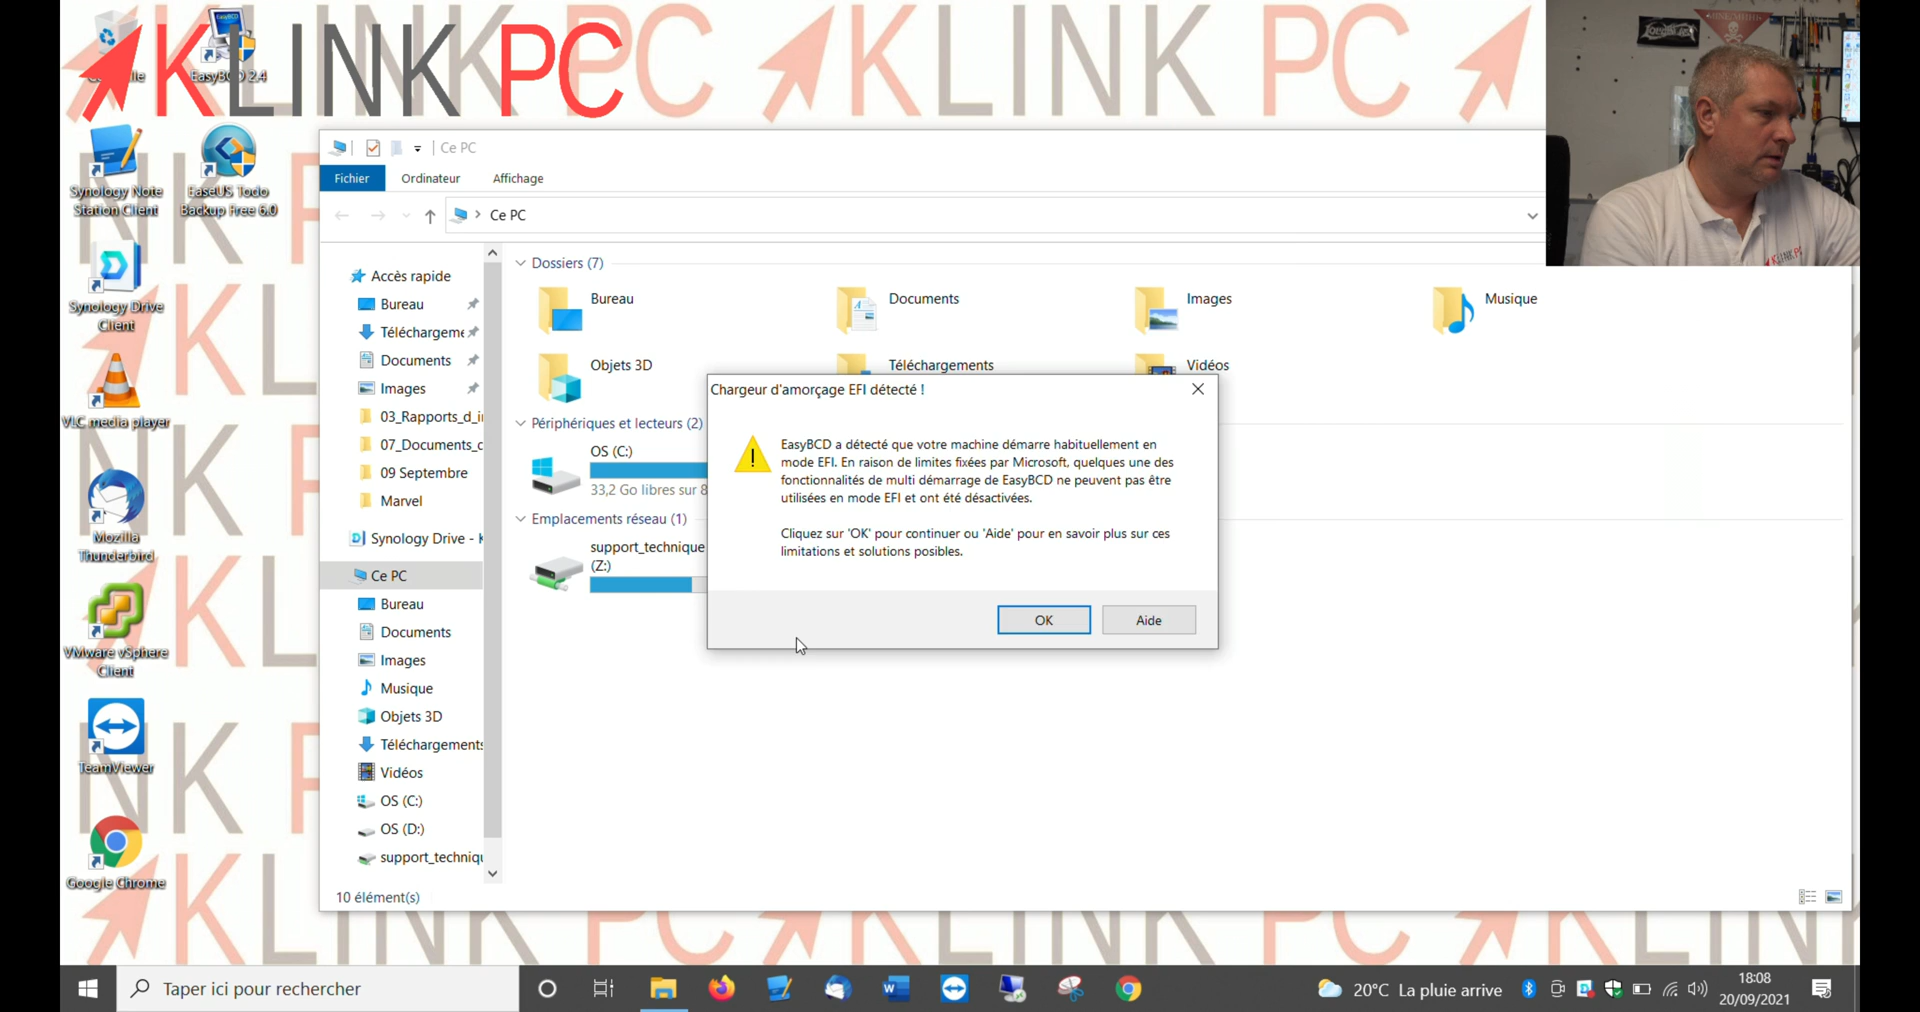 KLINK PC
EasyBCD 2.4
Synology Note
Station Client
EaseUS Todo
Backup Free 6.0
Synology Drive
Client
VLC media player
Mozilla
Thunderbird
VMware vSphere
Client
TeamViewer
Google Chrome
Ce PC
Fichier
Ordinateur
Affichage
Ce PC
Accès rapide
Bureau
Téléchargeme
Documents
Images
03_Rapports_d_i
07_Documents_c
09 Septembre
Marvel
Synology Drive - K
Ce PC
Bureau
Documents
Images
Musique
Objets 3D
Téléchargements
Vidéos
OS (C:)
OS (D:)
support_techniqu
10 élément(s)
Dossiers (7)
Bureau
Documents
Images
Musique
Objets 3D
Téléchargements
Vidéos
Périphériques et lecteurs (2)
OS (C:)
33,2 Go libres sur 8
Emplacements réseau (1)
support_technique
(Z:)
Chargeur d'amorçage EFI détecté !
EasyBCD a détecté que votre machine démarre habituellement en
mode EFI. En raison de limites fixées par Microsoft, quelques une des
fonctionnalités de multi démarrage de EasyBCD ne peuvent pas être
utilisées en mode EFI et ont été désactivées.
Cliquez sur 'OK' pour continuer ou 'Aide' pour en savoir plus sur ces
limitations et solutions posibles.
OK
Aide
Taper ici pour rechercher
20°C La pluie arrive
18:08
20/09/2021